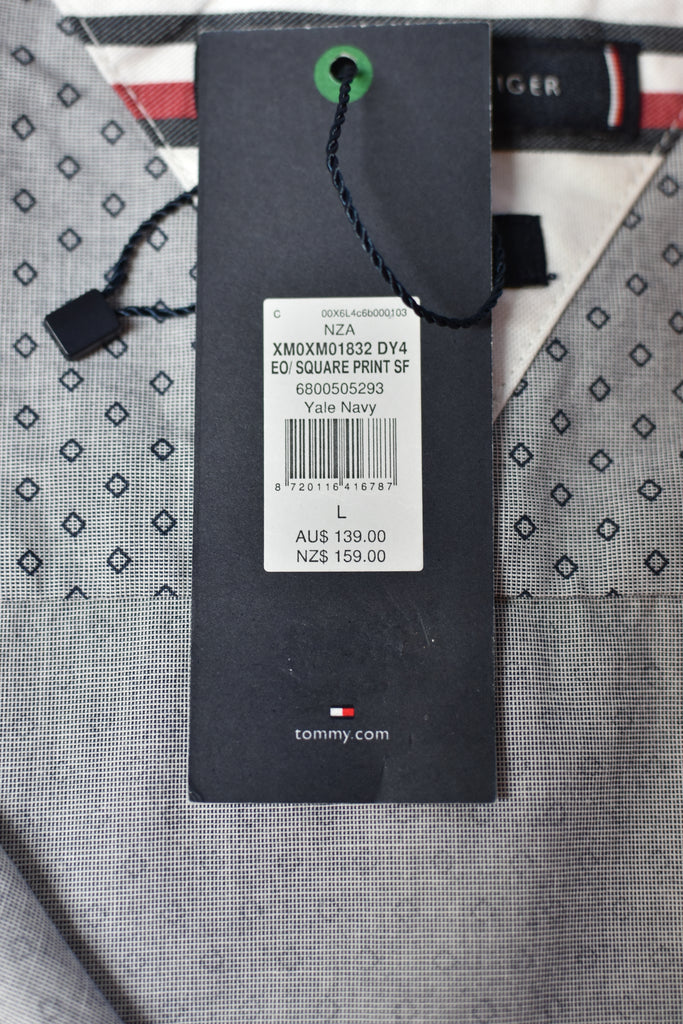 IGER
C 00X6L4c6b000103
NZA
XM0XM01832 DY4
EO/ SQUARE PRINT SF
6800505293
Yale Navy
8 720116 416787
L
AU$ 139.00
NZ$ 159.00
tommy.com